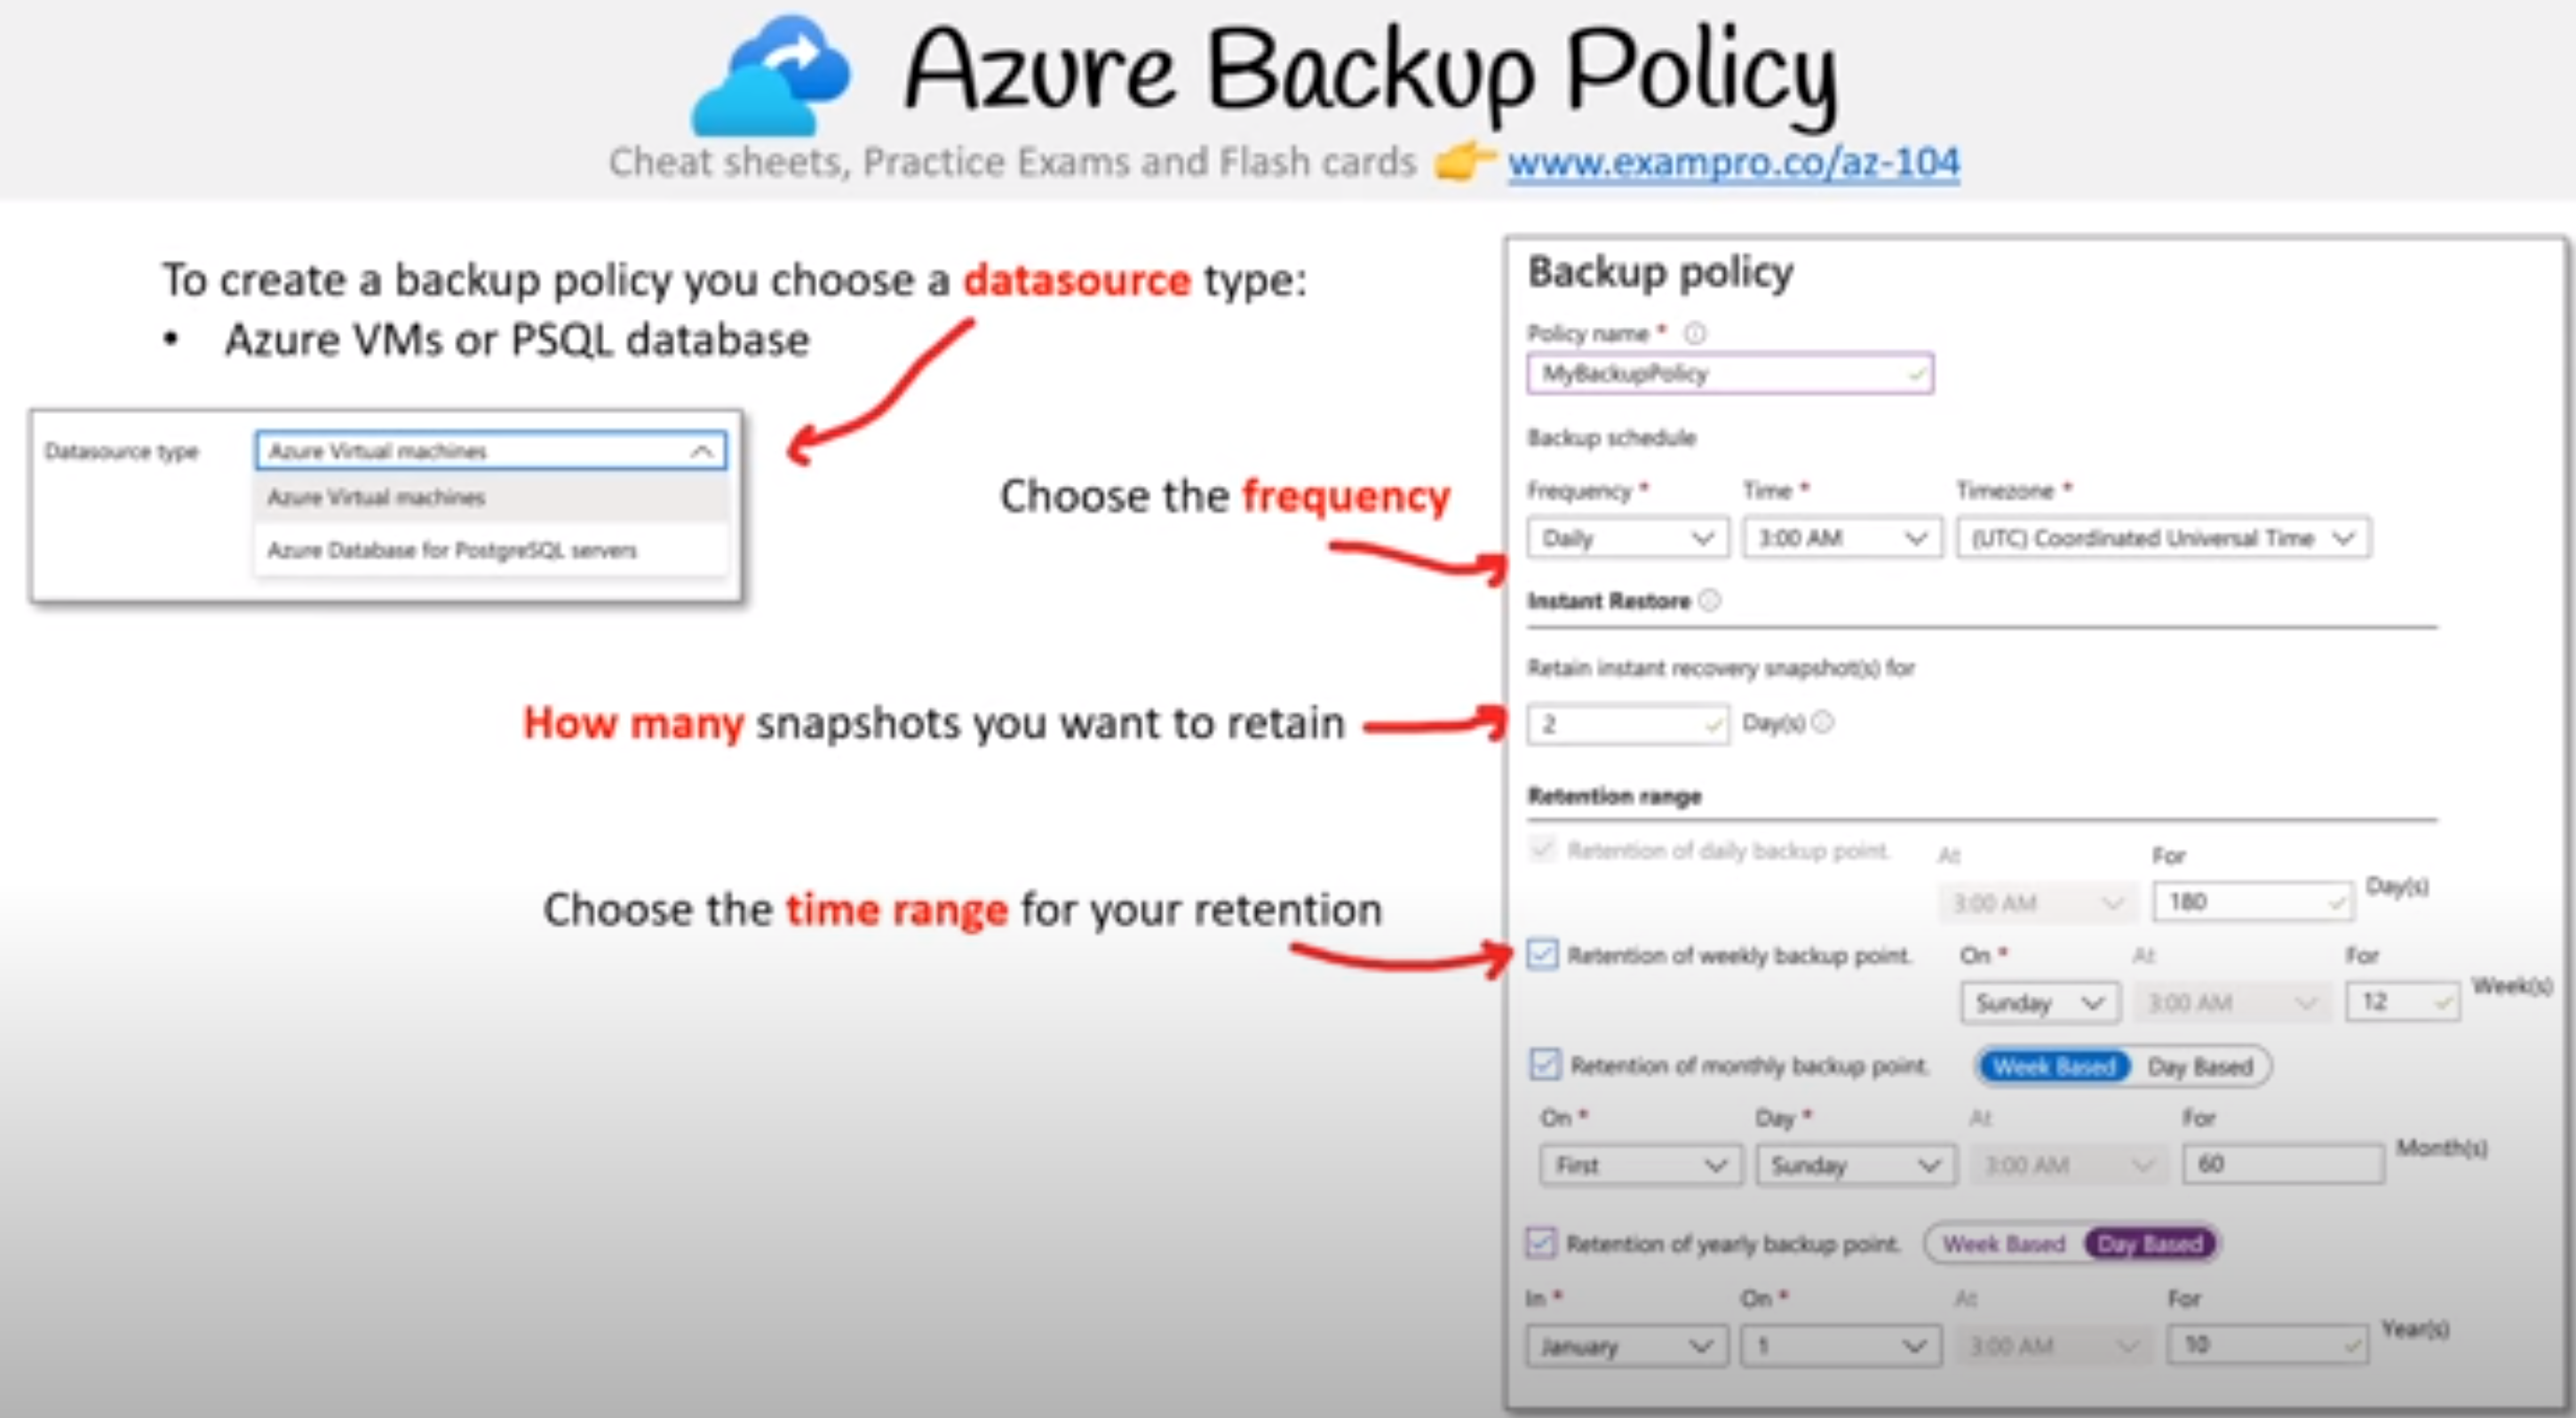 Azure Backup Policy
Cheat sheets, Practice Exams and Flash cards 👉 www.exampro.co/az-104
To create a backup policy you choose a datasource type:
• Azure VMs or PSQL database
Datasource type Azure Virtual machines
Azure Virtual machines
Azure Database for PostgreSQL servers
Choose the frequency
How many snapshots you want to retain
Choose the time range for your retention
Backup policy
Policy name *
MyBackupPolicy
Backup schedule
Frequency * Time * Timezone *
Daily 3:00 AM (UTC) Coordinated Universal Time
Instant Restore
Retain instant recovery snapshot(s) for
2 Day(s)
Retention range
Retention of daily backup point. At For
3:00 AM 180 Day(s)
Retention of weekly backup point. On * At For
Sunday 3:00 AM 12 Week(s)
Retention of monthly backup point. Week Based Day Based
On * Day * At For
First Sunday 3:00 AM 60 Month(s)
Retention of yearly backup point. Week Based Day Based
In * On * At For
January 1 3:00 AM 10 Year(s)